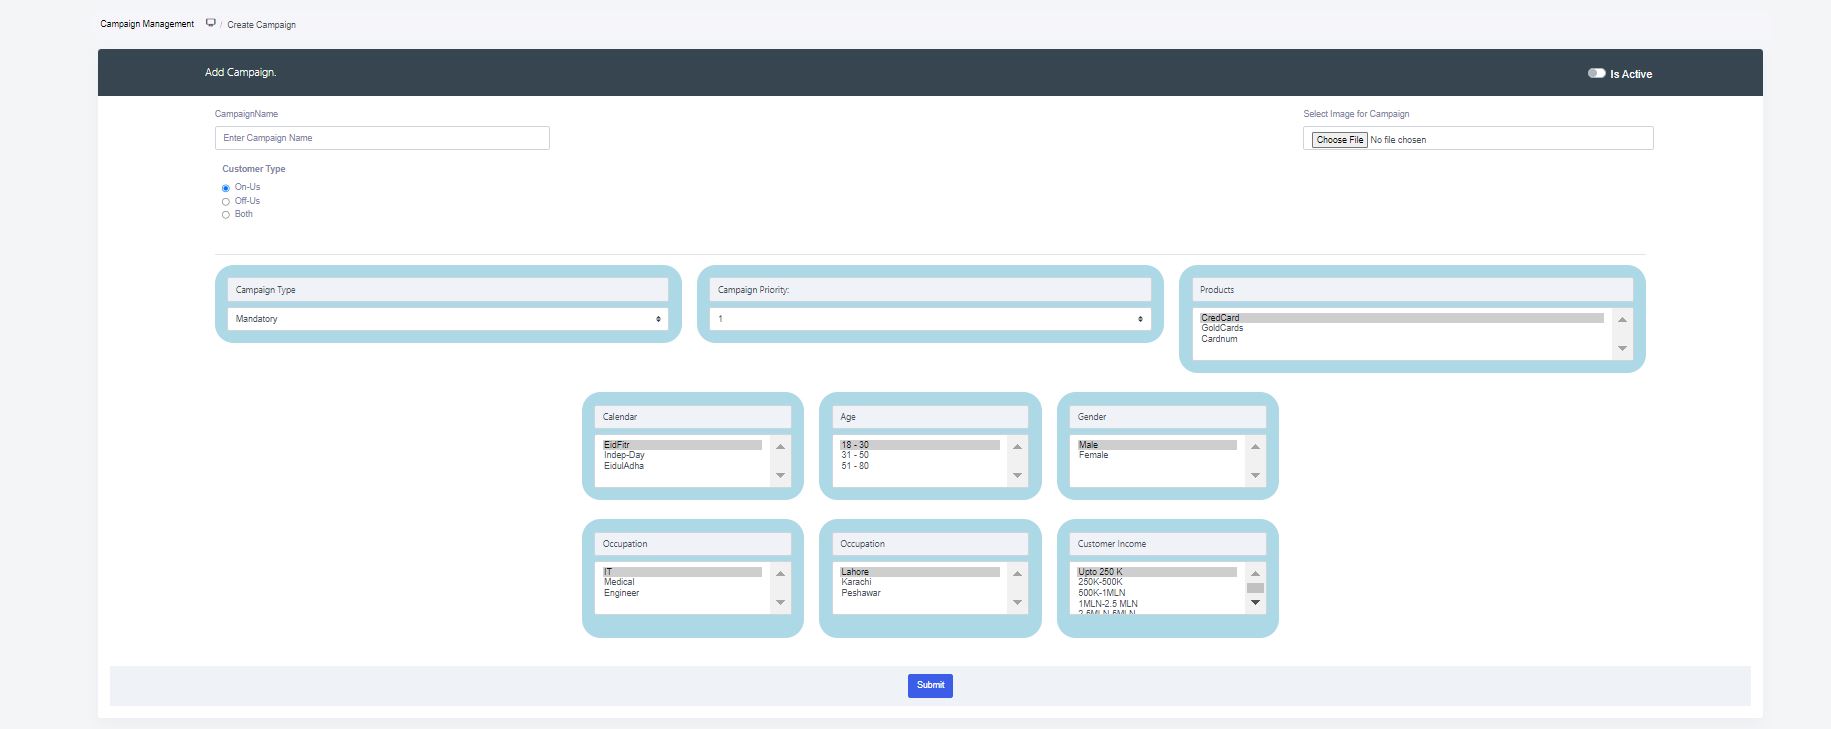 Campaign Management / Create Campaign
Add Campaign.
Is Active
CampaignName
Select Image for Campaign
Enter Campaign Name
Choose File No file chosen
Customer Type
On-Us
Off-Us
Both
Campaign Type
Mandatory
Campaign Priority:
1
Products
CredCard
GoldCards
Cardnum
Calendar
EidFitr
Indep-Day
EidulAdha
Age
18 - 30
31 - 50
51 - 80
Gender
Male
Female
Occupation
IT
Medical
Engineer
Occupation
Lahore
Karachi
Peshawar
Customer Income
Upto 250 K
250K-500K
500K-1MLN
1MLN-2.5 MLN
2.5MLN-5MLN
Submit